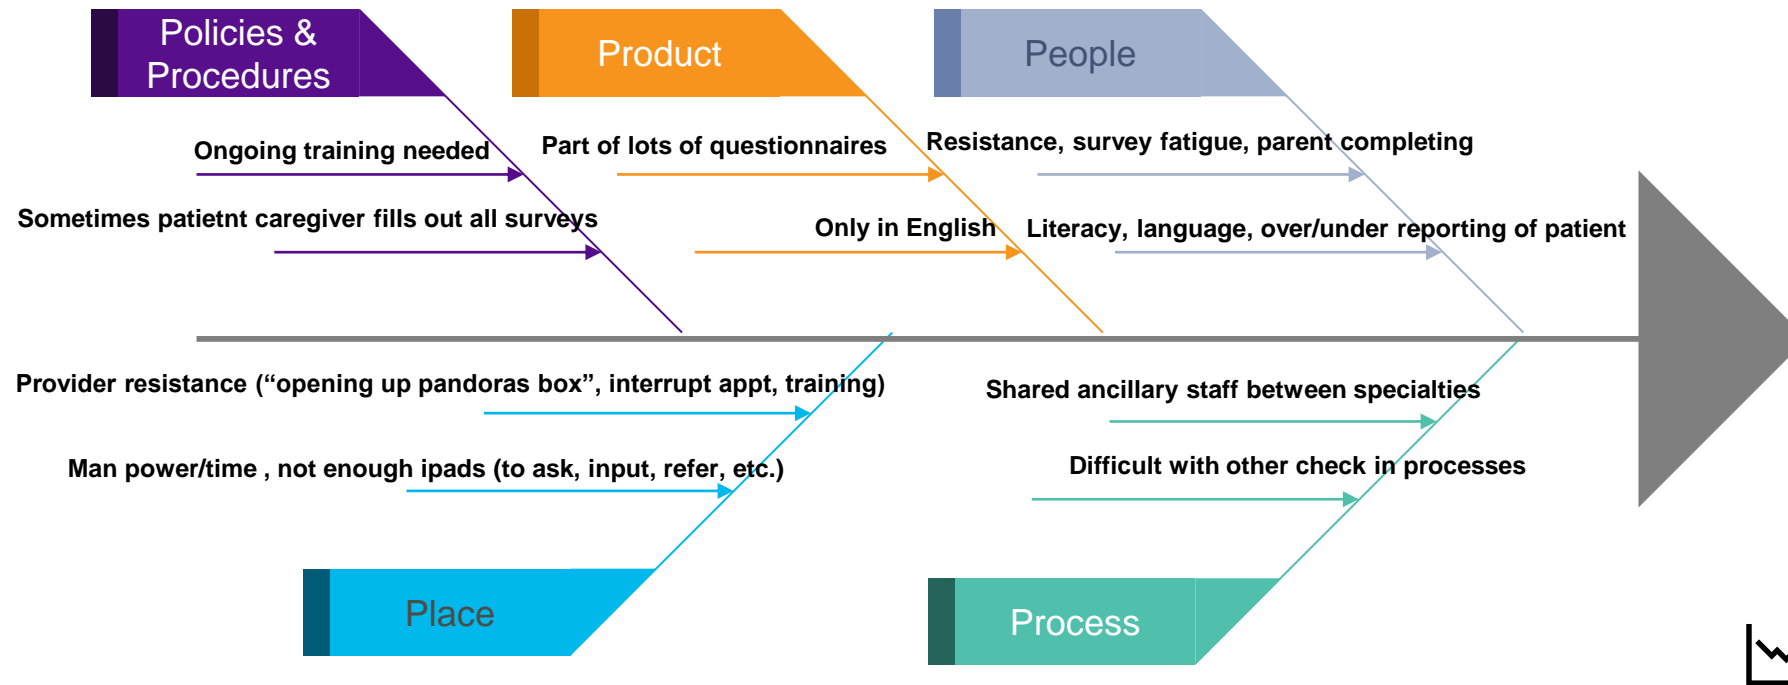 Policies &
Procedures
Product
People
Ongoing training needed
Part of lots of questionnaires
Resistance, survey fatigue, parent completing
Sometimes patietnt caregiver fills out all surveys
Only in English
Literacy, language, over/under reporting of patient
Provider resistance (“opening up pandoras box”, interrupt appt, training)
Shared ancillary staff between specialties
Man power/time , not enough ipads (to ask, input, refer, etc.)
Difficult with other check in processes
Place
Process